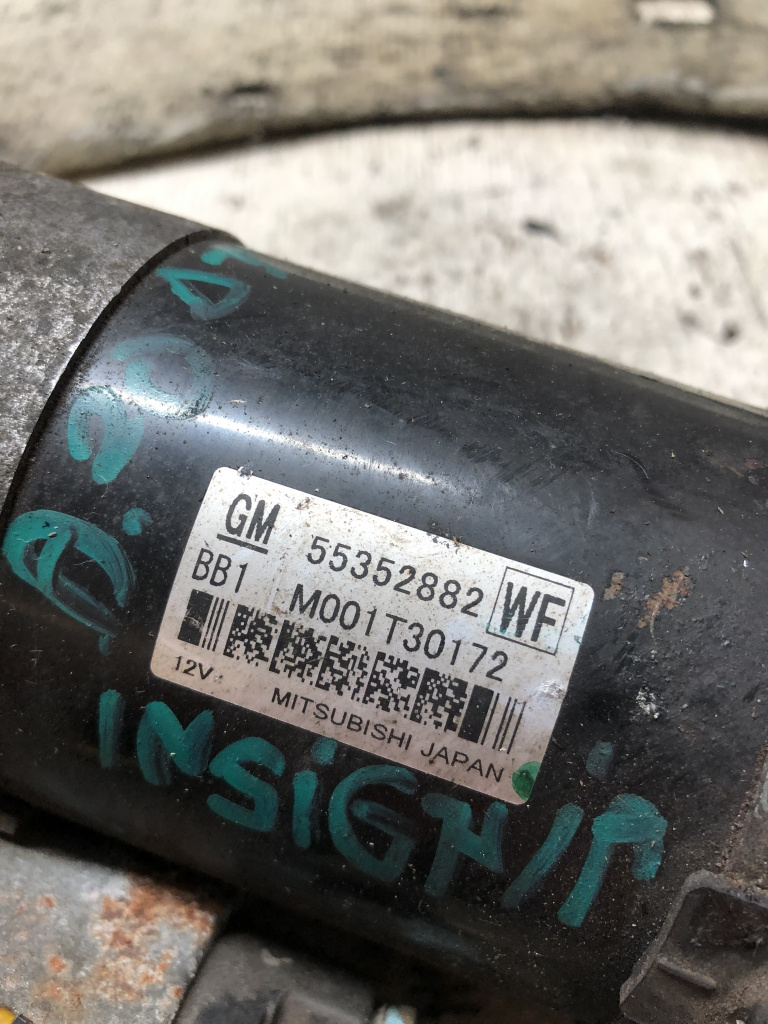 GM 55352882 WF
BB1 M001T30172
12V MITSUBISHI JAPAN
INSIGNIA